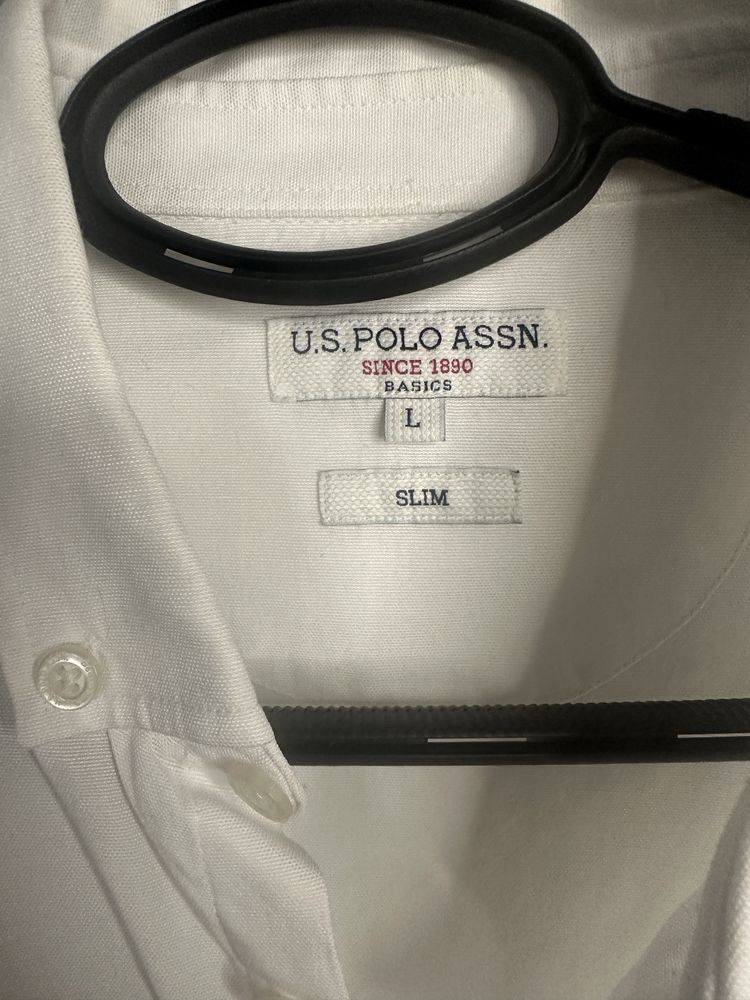 U.S. POLO ASSN.
SINCE 1890
BASICS
L
SLIM